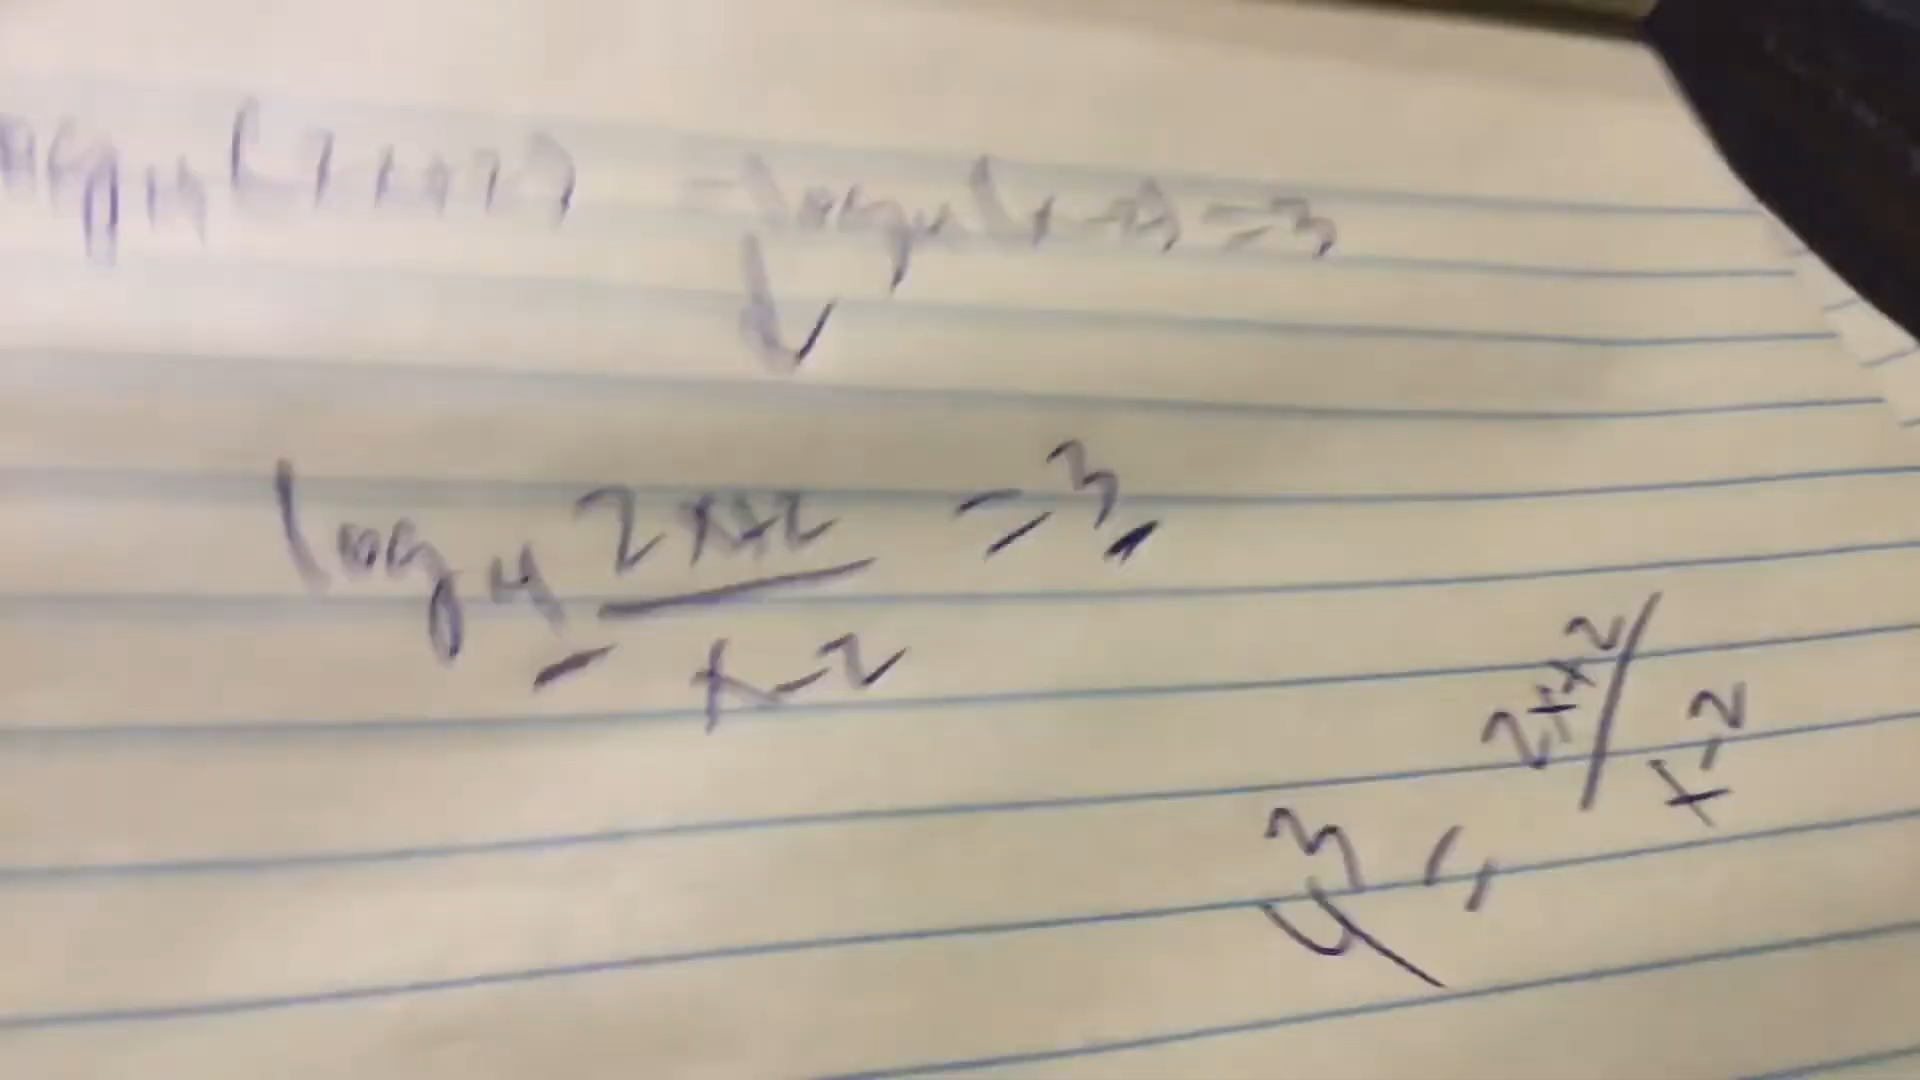 log₄(2x+2) - log₄(x-2) = 3
log₄ (2x+2)/(x-2) = 3
4³ = (2x+2)/(x-2)